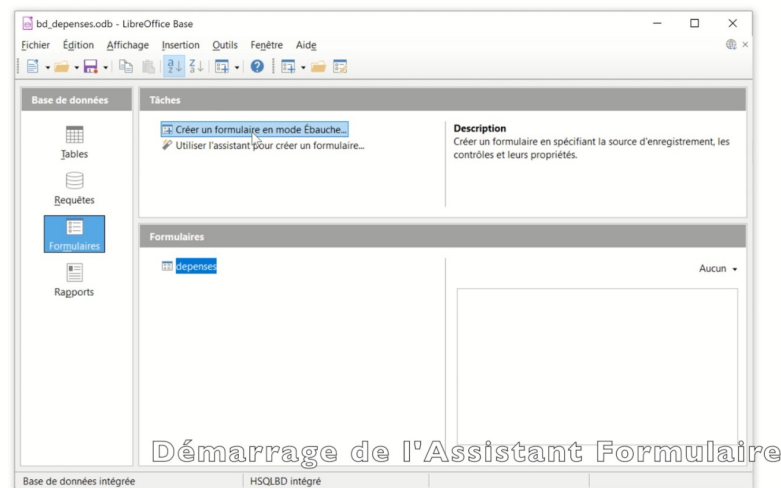 bd_depenses.odb - LibreOffice Base
Fichier Édition Affichage Insertion Outils Fenêtre Aide
Base de données
Tables
Requêtes
Formulaires
Rapports
Tâches
Créer un formulaire en mode Ébauche...
Utiliser l'assistant pour créer un formulaire...
Description
Créer un formulaire en spécifiant la source d'enregistrement, les
contrôles et leurs propriétés.
Formulaires
depenses
Aucun
Démarrage de l'Assistant Formulaire
Base de données intégrée
HSQLBD intégré